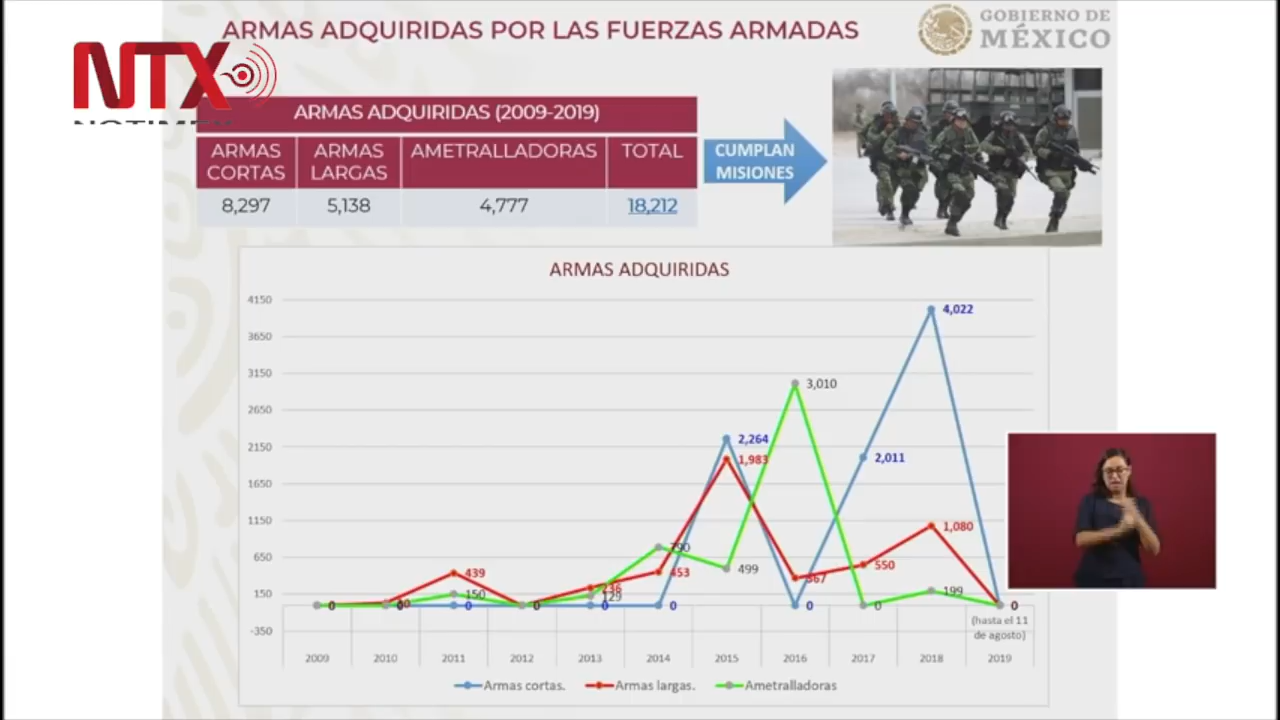 ARMAS ADQUIRIDAS POR LAS FUERZAS ARMADAS
GOBIERNO DE
MÉXICO
NTX
ARMAS ADQUIRIDAS (2009-2019)
ARMAS CORTAS
ARMAS LARGAS
AMETRALLADORAS
TOTAL
8,297 5,138 4,777 18,212
CUMPLAN
MISIONES
ARMAS ADQUIRIDAS
4150
3650
3150
2650
2150
1650
1150
650
150
-350
4,022
3,010
2,264
1,983
2,011
1,080
790
439
453
499
367
550
236
150
129
199
0 0 0 0 0 0 0 0 0
(hasta el 11
de agosto)
2009 2010 2011 2012 2013 2014 2015 2016 2017 2018 2019
Armas cortas. Armas largas. Ametralladoras